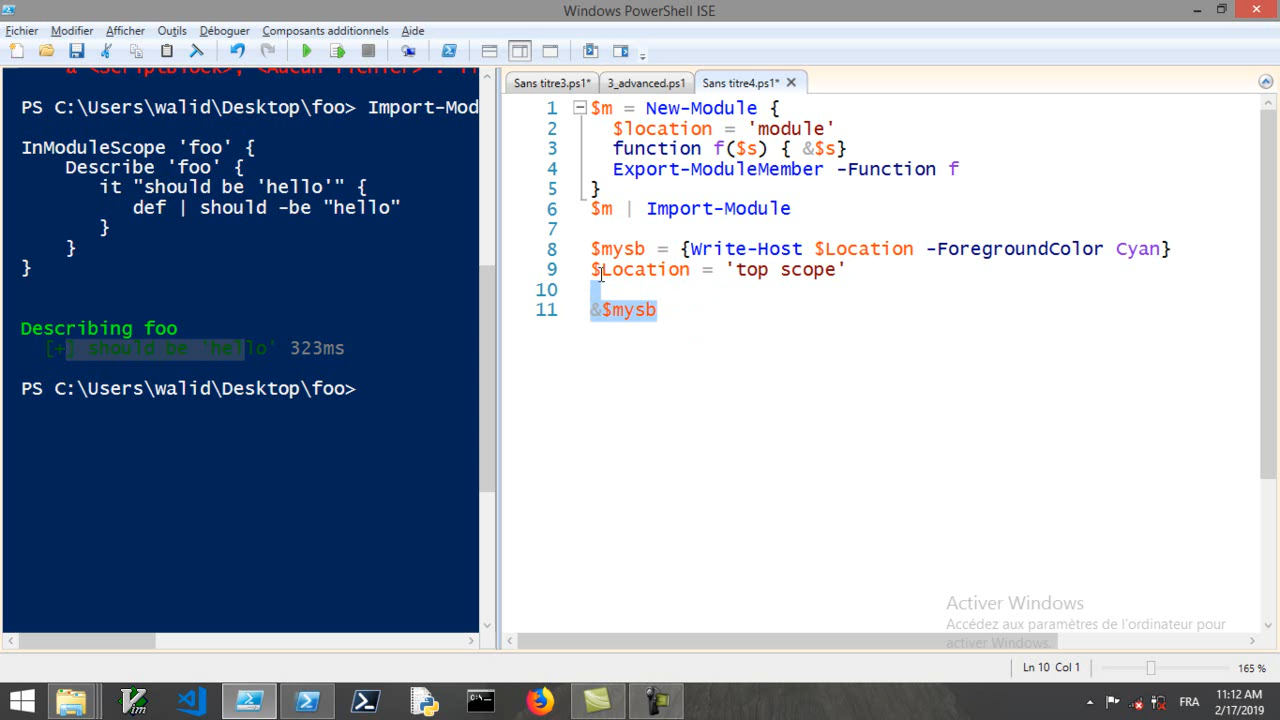 Windows PowerShell ISE
Fichier Modifier Afficher Outils Déboguer Composants additionnels Aide
Sans titre3.ps1* 3_advanced.ps1 Sans titre4.ps1*
PS C:\Users\walid\Desktop\foo> Import-Mod
InModuleScope 'foo' {
Describe 'foo' {
it "should be 'hello'" {
def | should -be "hello"
}
}
}
Describing foo
[+] should be 'hello' 323ms
PS C:\Users\walid\Desktop\foo>
1 $m = New-Module {
2 $location = 'module'
3 function f($s) { &$s}
4 Export-ModuleMember -Function f
5 }
6 $m | Import-Module
7
8 $mysb = {Write-Host $Location -ForegroundColor Cyan}
9 $Location = 'top scope'
10
11 &$mysb
Activer Windows
Accédez aux paramètres de l'ordinateur pour
activer Windows.
Ln 10 Col 1 165 %
FRA 11:12 AM
2/17/2019